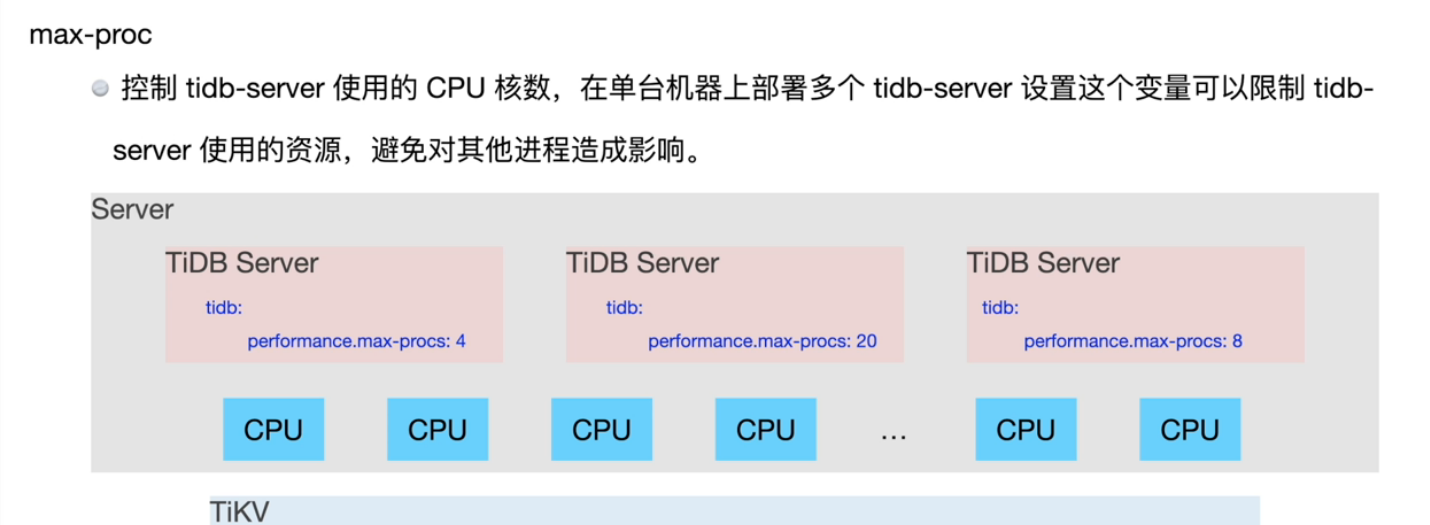 max-proc
控制 tidb-server 使用的 CPU 核数，在单台机器上部署多个 tidb-server 设置这个变量可以限制 tidb-
server 使用的资源，避免对其他进程造成影响。
Server
TiDB Server TiDB Server TiDB Server
tidb: tidb: tidb:
performance.max-procs: 4 performance.max-procs: 20 performance.max-procs: 8
CPU CPU CPU CPU ... CPU CPU
TiKV